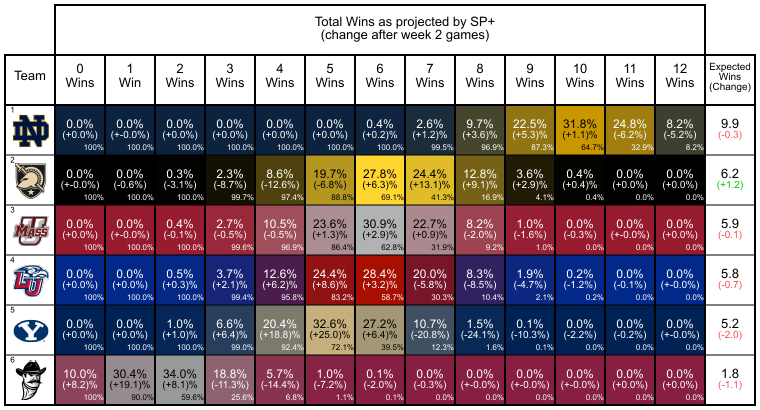 Total Wins as projected by SP+
(change after week 2 games)
Team
0 Wins
1 Win
2 Wins
3 Wins
4 Wins
5 Wins
6 Wins
7 Wins
8 Wins
9 Wins
10 Wins
11 Wins
12 Wins
Expected Wins (Change)
1
ND
0.0% 0.0% 0.0% 0.0% 0.0% 0.0% 0.4% 2.6% 9.7% 22.5% 31.8% 24.8% 8.2% 9.9
(+0.0)% (+-0.0)% (+0.0)% (+0.0)% (+0.0)% (+0.0)% (+0.2)% (+1.2)% (+3.6)% (+5.3)% (+1.1)% (-6.2)% (-5.2)% (-0.3)
100% 100.0% 100.0% 100.0% 100.0% 100.0% 100.0% 99.5% 96.9% 87.3% 64.7% 32.9% 8.2%
2
0.0% 0.0% 0.3% 2.3% 8.6% 19.7% 27.8% 24.4% 12.8% 3.6% 0.4% 0.0% 0.0% 6.2
(+-0.0)% (-0.6)% (-3.1)% (-8.7)% (-12.6)% (-6.8)% (+6.3)% (+13.1)% (+9.1)% (+2.9)% (+0.4)% (+0.0)% (+0.0)% (+1.2)
100% 100.0% 100.0% 99.7% 97.4% 88.8% 69.1% 41.3% 16.9% 4.1% 0.4% 0.0% 0.0%
3
MASS
0.0% 0.0% 0.4% 2.7% 10.5% 23.6% 30.9% 22.7% 8.2% 1.0% 0.0% 0.0% 0.0% 5.9
(+0.0)% (+-0.0)% (-0.1)% (-0.5)% (-0.5)% (+1.3)% (+2.9)% (+0.9)% (-2.0)% (-1.6)% (-0.3)% (+-0.0)% (+0.0)% (-0.1)
100% 100.0% 100.0% 99.6% 96.9% 86.4% 62.8% 31.9% 9.2% 1.0% 0.0% 0.0% 0.0%
4
LU
0.0% 0.0% 0.5% 3.7% 12.6% 24.4% 28.4% 20.0% 8.3% 1.9% 0.2% 0.0% 0.0% 5.8
(+0.0)% (+0.0)% (+0.3)% (+2.1)% (+6.2)% (+8.6)% (+3.2)% (-5.8)% (-8.5)% (-4.7)% (-1.2)% (-0.1)% (+-0.0)% (-0.7)
100% 100.0% 100.0% 99.4% 95.8% 83.2% 58.7% 30.3% 10.4% 2.1% 0.2% 0.0% 0.0%
5
Y
0.0% 0.0% 1.0% 6.6% 20.4% 32.6% 27.2% 10.7% 1.5% 0.1% 0.0% 0.0% 0.0% 5.2
(+0.0)% (+0.0)% (+1.0)% (+6.4)% (+18.8)% (+25.0)% (+6.4)% (-20.8)% (-24.1)% (-10.3)% (-2.2)% (-0.2)% (+-0.0)% (-2.0)
100% 100.0% 100.0% 99.0% 92.4% 72.1% 39.5% 12.3% 1.6% 0.1% 0.0% 0.0% 0.0%
6
10.0% 30.4% 34.0% 18.8% 5.7% 1.0% 0.1% 0.0% 0.0% 0.0% 0.0% 0.0% 0.0% 1.8
(+8.2)% (+19.1)% (+8.1)% (-11.3)% (-14.4)% (-7.2)% (-2.0)% (-0.3)% (+-0.0)% (+-0.0)% (+-0.0)% (+-0.0)% (+0.0)% (-1.1)
100% 90.0% 59.6% 25.6% 6.8% 1.1% 0.1% 0.0% 0.0% 0.0% 0.0% 0.0% 0.0%